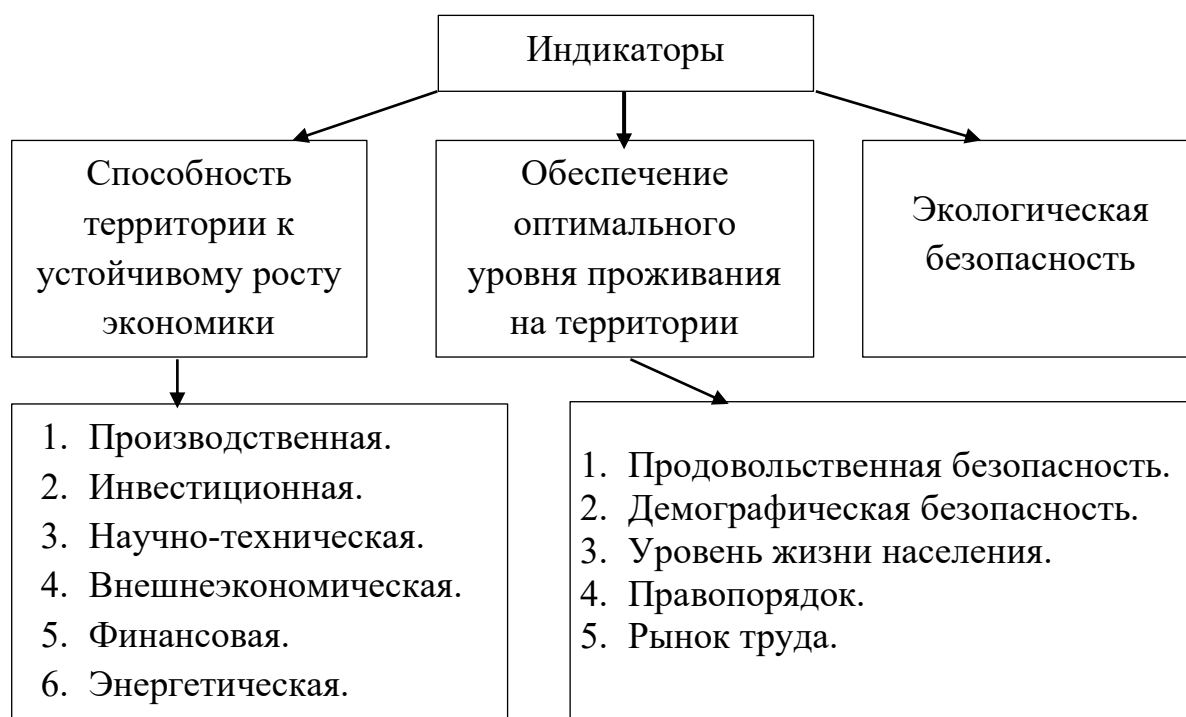 Индикаторы
Способность
территории к
устойчивому росту
экономики
Обеспечение
оптимального
уровня проживания
на территории
Экологическая
безопасность
1. Производственная.
2. Инвестиционная.
3. Научно-техническая.
4. Внешнеэкономическая.
5. Финансовая.
6. Энергетическая.
1. Продовольственная безопасность.
2. Демографическая безопасность.
3. Уровень жизни населения.
4. Правопорядок.
5. Рынок труда.